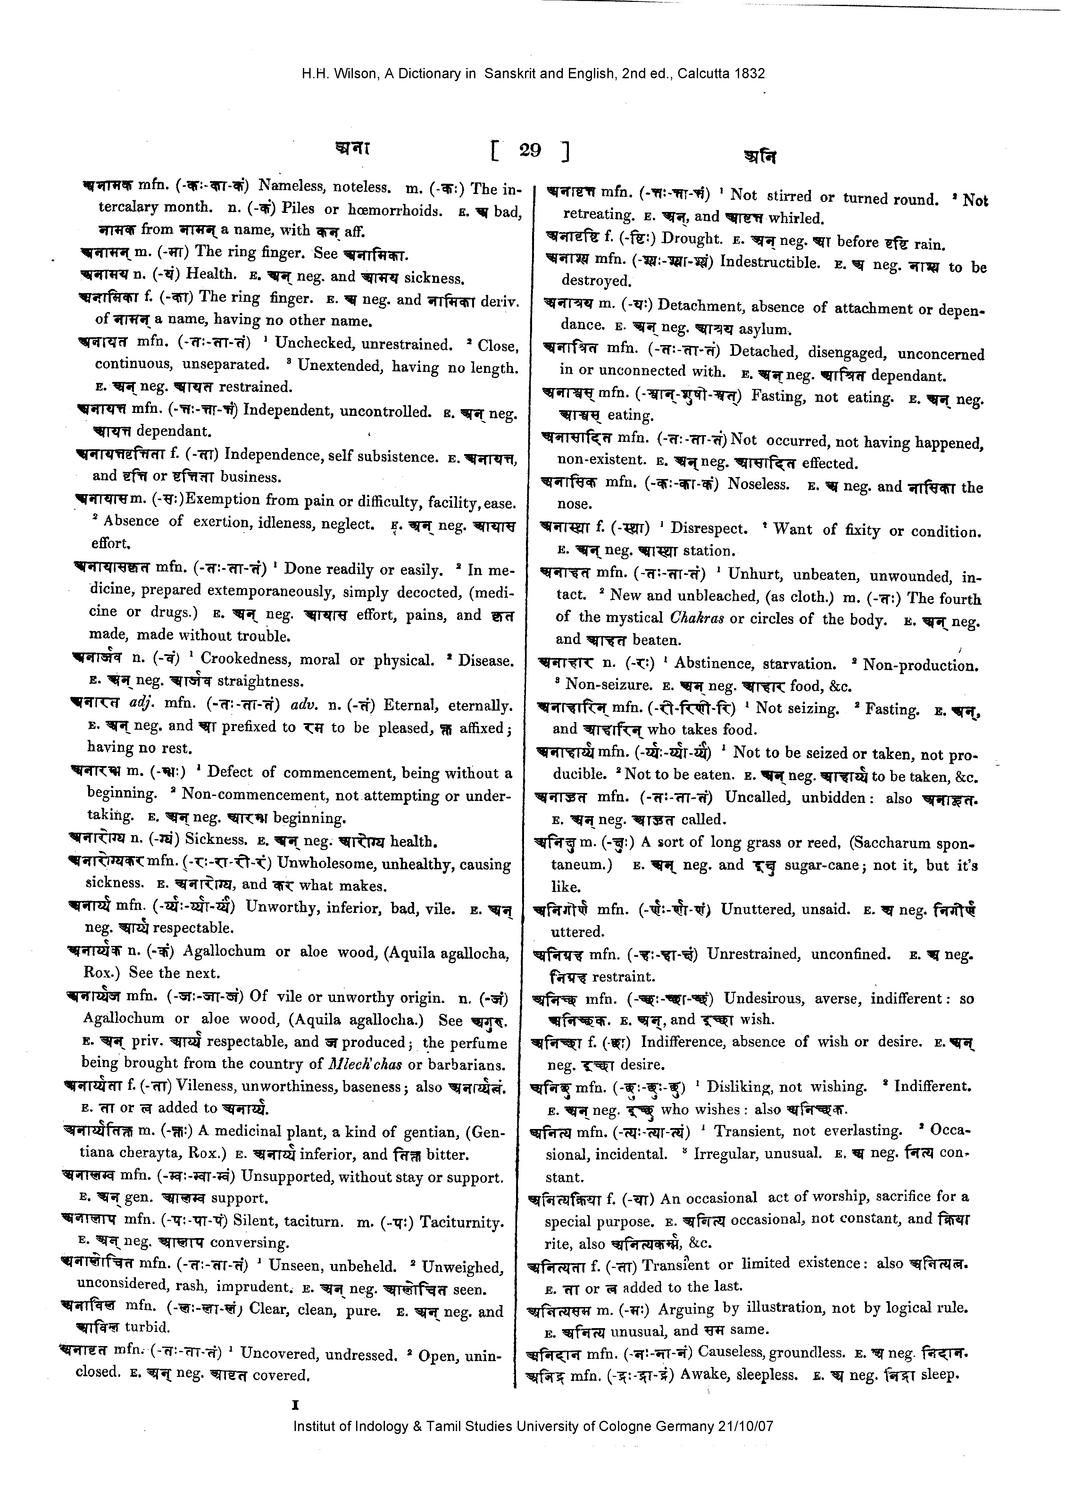 H.H. Wilson, A Dictionary in Sanskrit and English, 2nd ed., Calcutta 1832
अना [ 29 ] अनि
अनामक mfn. (-कः-का-कं) Nameless, noteless. m. (-कः) The in-
tercalary month. n. (-कं) Piles or hœmorrhoids. E. अ bad,
नामक from नामन् a name, with कन् aff.
अनामन् m. (-मा) The ring finger. See अनामिका.
अनामय n. (-यं) Health. E. अन् neg. and आमय sickness.
अनामिका f. (-का) The ring finger. E. अ neg. and नामिका deriv.
of नामन् a name, having no other name.
अनायत mfn. (-तः-ता-तं) ¹ Unchecked, unrestrained. ² Close,
continuous, unseparated. ³ Unextended, having no length.
E. अन् neg. आयत restrained.
अनायत्त mfn. (-त्तः-त्ता-त्तं) Independent, uncontrolled. E. अन् neg.
आयत्त dependant.
अनायत्तवृत्तिता f. (-ता) Independence, self subsistence. E. अनायत्त,
and वृत्ति or वृत्तिता business.
अनायास m. (-सः) Exemption from pain or difficulty, facility, ease.
² Absence of exertion, idleness, neglect. E. अन् neg. आयास
effort.
अनायासकृत mfn. (-तः-ता-तं) ¹ Done readily or easily. ² In me-
dicine, prepared extemporaneously, simply decocted, (medi-
cine or drugs.) E. अन् neg. आयास effort, pains, and कृत
made, made without trouble.
अनार्जव n. (-वं) ¹ Crookedness, moral or physical. ² Disease.
E. अन् neg. आर्जव straightness.
अनारत adj. mfn. (-तः-ता-तं) adv. n. (-तं) Eternal, eternally.
E. अन् neg. and आ prefixed to रम to be pleased, क्त affixed;
having no rest.
अनारम्भ m. (-म्भः) ¹ Defect of commencement, being without a
beginning. ² Non-commencement, not attempting or under-
taking. E. अन् neg. आरम्भ beginning.
अनारोग्य n. (-ग्यं) Sickness. E. अन् neg. आरोग्य health.
अनारोग्यकर mfn. (-रः-रा-री-रं) Unwholesome, unhealthy, causing
sickness. E. अनारोग्य, and कर what makes.
अनार्य्य mfn. (-र्य्यः-र्य्या-र्य्यं) Unworthy, inferior, bad, vile. E. अन्
neg. आर्य्य respectable.
अनार्य्यक n. (-कं) Agallochum or aloe wood, (Aquila agallocha,
Rox.) See the next.
अनार्य्यज mfn. (-जः-जा-जं) Of vile or unworthy origin. n. (-जं)
Agallochum or aloe wood, (Aquila agallocha.) See अगुरु.
E. अन् priv. आर्य्य respectable, and ज produced; the perfume
being brought from the country of Mlech'chas or barbarians.
अनार्य्यता f. (-ता) Vileness, unworthiness, baseness; also अनार्य्यत्वं.
E. ता or त्व added to अनार्य्य.
अनार्य्यतिक्त m. (-क्तः) A medicinal plant, a kind of gentian, (Gen-
tiana cherayta, Rox.) E. अनार्य्य inferior, and तिक्त bitter.
अनालम्ब mfn. (-म्बः-म्बा-म्बं) Unsupported, without stay or support.
E. अन् gen. आलम्ब support.
अनालाप mfn. (-पः-पा-पं) Silent, taciturn. m. (-पः) Taciturnity.
E. अन् neg. आलाप conversing.
अनालोचित mfn. (-तः-ता-तं) ¹ Unseen, unbeheld. ² Unweighed,
unconsidered, rash, imprudent. E. अन् neg. आलोचित seen.
अनाविल mfn. (-लः-ला-लं) Clear, clean, pure. E. अन् neg. and
आविल turbid.
अनावृत mfn. (-तः-ता-तं) ¹ Uncovered, undressed. ² Open, unin-
closed. E. अन् neg. आवृत covered.
अनावृत्त mfn. (-त्तः-त्ता-त्तं) ¹ Not stirred or turned round. ² Not
retreating. E. अन्, and आवृत्त whirled.
अनावृष्टि f. (-ष्टिः) Drought. E. अन् neg. आ before वृष्टि rain.
अनाश्य mfn. (-श्यः-श्या-श्यं) Indestructible. E. अ neg. नाश्य to be
destroyed.
अनाश्रय m. (-यः) Detachment, absence of attachment or depen-
dance. E. अन् neg. आश्रय asylum.
अनाश्रित mfn. (-तः-ता-तं) Detached, disengaged, unconcerned
in or unconnected with. E. अन् neg. आश्रित dependant.
अनाश्वस् mfn. (-श्वान्-शुषी-श्वत्) Fasting, not eating. E. अन् neg.
आश्वस् eating.
अनासादित mfn. (-तः-ता-तं) Not occurred, not having happened,
non-existent. E. अन् neg. आसादित effected.
अनासिक mfn. (-कः-का-कं) Noseless. E. अ neg. and नासिका the
nose.
अनास्था f. (-स्था) ¹ Disrespect. ² Want of fixity or condition.
E. अन् neg. आस्था station.
अनाहत mfn. (-तः-ता-तं) ¹ Unhurt, unbeaten, unwounded, in-
tact. ² New and unbleached, (as cloth.) m. (-तः) The fourth
of the mystical Chakras or circles of the body. E. अन् neg.
and आहत beaten.
अनाहार n. (-रः) ¹ Abstinence, starvation. ² Non-production.
³ Non-seizure. E. अन् neg. आहार food, &c.
अनाहारिन् mfn. (-री-रिणी-रि) ¹ Not seizing. ² Fasting. E. अन्,
and आहारिन् who takes food.
अनाहार्य्य mfn. (-र्य्यः-र्य्या-र्य्यं) ¹ Not to be seized or taken, not pro-
ducible. ² Not to be eaten. E. अन् neg. आहार्य्य to be taken, &c.
अनाहुत mfn. (-तः-ता-तं) Uncalled, unbidden: also अनाहूत.
E. अन् neg. आहुत called.
अनिक्षु m. (-क्षुः) A sort of long grass or reed, (Saccharum spon-
taneum.) E. अन् neg. and इक्षु sugar-cane; not it, but it's
like.
अनिगीर्ण mfn. (-र्णः-र्णा-र्णं) Unuttered, unsaid. E. अ neg. निगीर्ण
uttered.
अनिग्रह mfn. (-हः-हा-हं) Unrestrained, unconfined. E. अ neg.
निग्रह restraint.
अनिच्छ mfn. (-च्छः-च्छा-च्छं) Undesirous, averse, indifferent: so
अनिच्छक. E. अन्, and इच्छा wish.
अनिच्छा f. (-च्छा) Indifference, absence of wish or desire. E. अन्
neg. इच्छा desire.
अनिच्छु mfn. (-च्छुः-च्छुः-च्छु) ¹ Disliking, not wishing. ² Indifferent.
E. अन् neg. इच्छु who wishes: also अनिच्छक.
अनित्य mfn. (-त्यः-त्या-त्यं) ¹ Transient, not everlasting. ² Occa-
sional, incidental. ³ Irregular, unusual. E. अ neg. नित्य con-
stant.
अनित्यक्रिया f. (-या) An occasional act of worship, sacrifice for a
special purpose. E. अनित्य occasional, not constant, and क्रिया
rite, also अनित्यकर्म्म, &c.
अनित्यता f. (-ता) Transient or limited existence: also अनित्यत्व.
E. ता or त्व added to the last.
अनित्यसम m. (-मः) Arguing by illustration, not by logical rule.
E. अनित्य unusual, and सम same.
अनिदान mfn. (-नः-ना-नं) Causeless, groundless. E. अ neg. निदान.
अनिद्र mfn. (-द्रः-द्रा-द्रं) Awake, sleepless. E. अ neg. निद्रा sleep.
I
Institut of Indology & Tamil Studies University of Cologne Germany 21/10/07